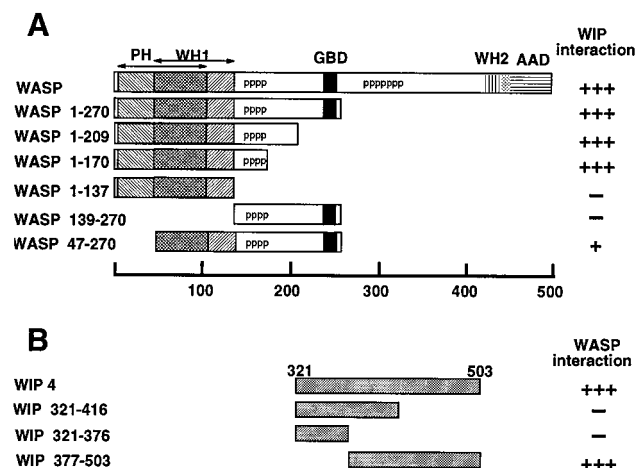 A
WIP
interaction
PH WH1 GBD WH2 AAD
WASP pppp ppppppp +++
WASP 1-270 pppp +++
WASP 1-209 pppp +++
WASP 1-170 pppp +++
WASP 1-137 –
WASP 139-270 pppp –
WASP 47-270 pppp +
100 200 300 400 500
B
WASP
interaction
321 503
WIP 4 +++
WIP 321-416 –
WIP 321-376 –
WIP 377-503 +++